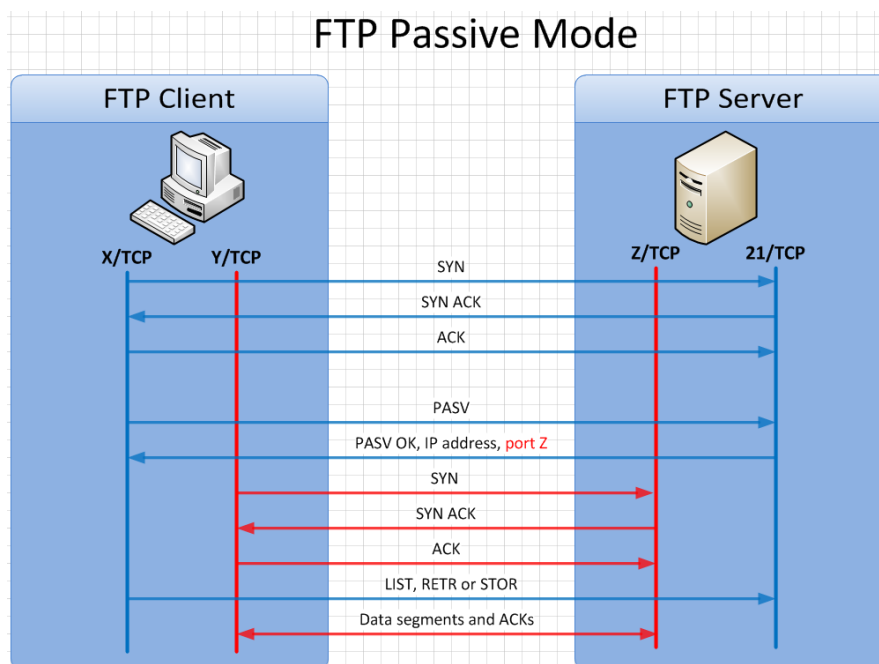 FTP Passive Mode
FTP Client
FTP Server
X/TCP
Y/TCP
Z/TCP
21/TCP
SYN
SYN ACK
ACK
PASV
PASV OK, IP address, port Z
SYN
SYN ACK
ACK
LIST, RETR or STOR
Data segments and ACKs